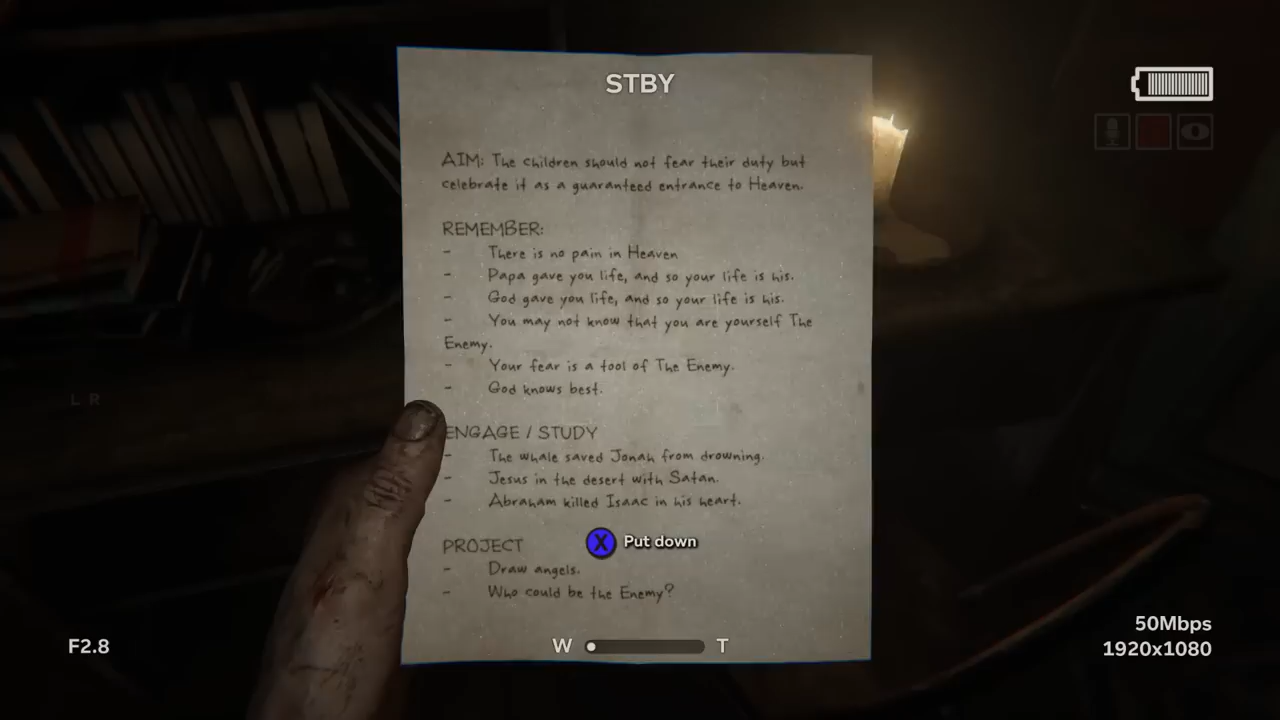 STBY
AIM: The children should not fear their duty but
celebrate it as a guaranteed entrance to Heaven.
REMEMBER:
- There is no pain in Heaven
- Papa gave you life, and so your life is his.
- God gave you life, and so your life is his.
- You may not know that you are yourself The
Enemy.
- Your fear is a tool of The Enemy.
- God knows best.
L R
ENGAGE / STUDY
- The whale saved Jonah from drowning.
- Jesus in the desert with Satan.
- Abraham killed Isaac in his heart.
PROJECT
X Put down
- Draw angels.
- Who could be the Enemy?
F2.8
W T
50Mbps
1920x1080